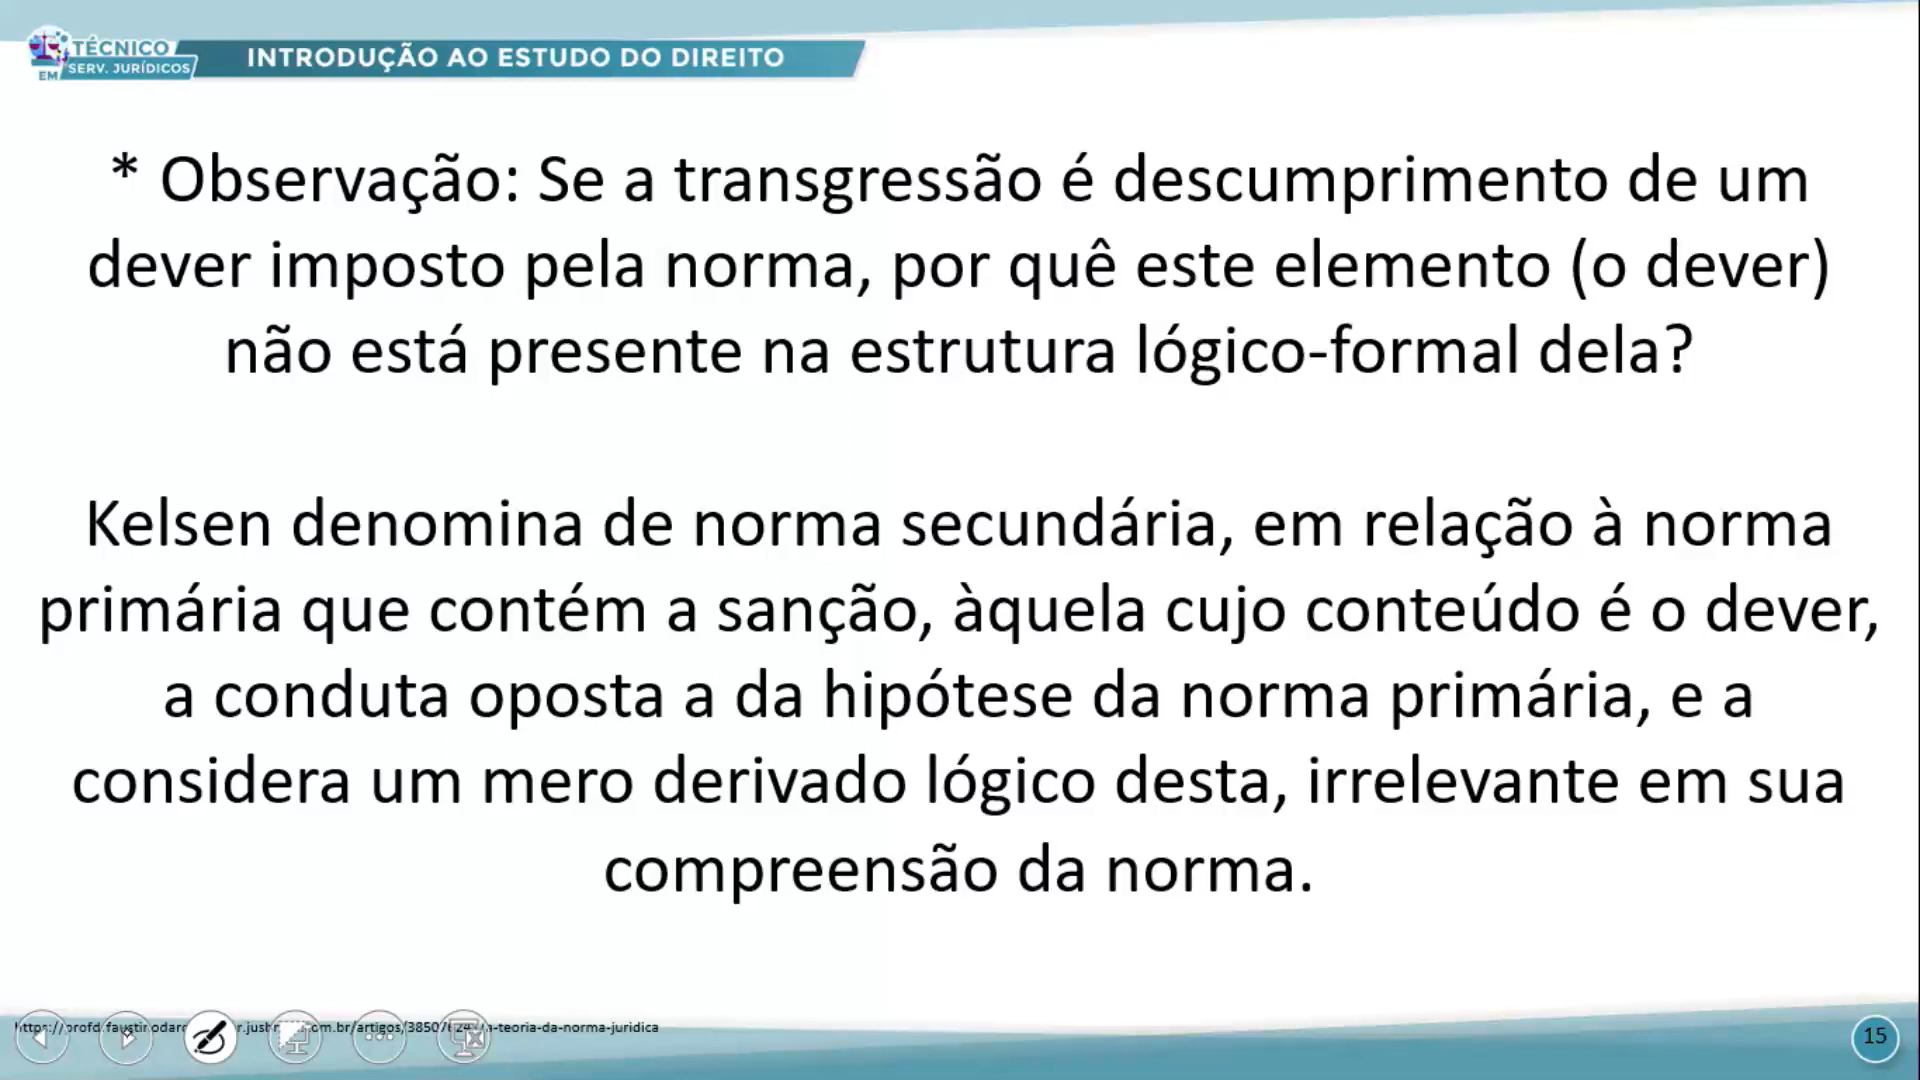 TÉCNICO
EM SERV. JURÍDICOS
INTRODUÇÃO AO ESTUDO DO DIREITO
* Observação: Se a transgressão é descumprimento de um
dever imposto pela norma, por quê este elemento (o dever)
não está presente na estrutura lógico-formal dela?
Kelsen denomina de norma secundária, em relação à norma
primária que contém a sanção, àquela cujo conteúdo é o dever,
a conduta oposta a da hipótese da norma primária, e a
considera um mero derivado lógico desta, irrelevante em sua
compreensão da norma.
-teoria-da-norma-juridica
15